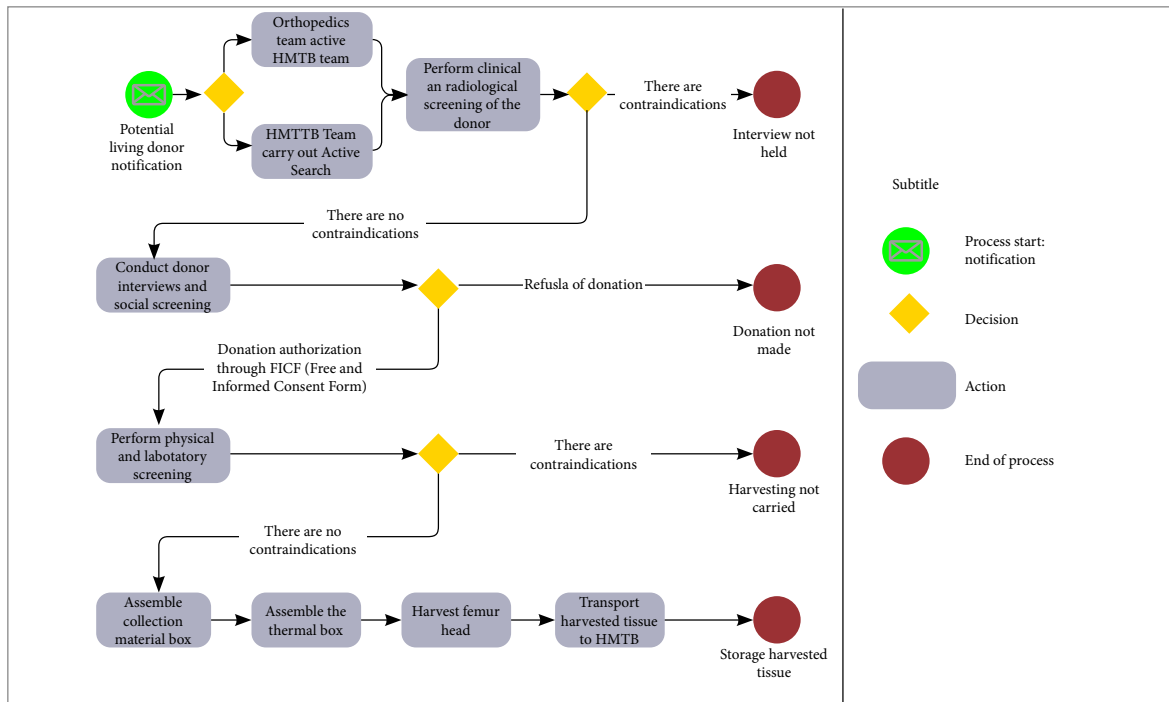 Orthopedics
team active
HMTB team
Potential
living donor
notification
HMTTB Team
carry out Active
Search
Perform clinical
an radiological
screening of the
donor
There are
contraindications
Interview not
held
There are no
contraindications
Conduct donor
interviews and
social screening
Refusla of donation
Donation not
made
Donation authorization
through FICF (Free and
Informed Consent Form)
Perform physical
and labotatory
screening
There are
contraindications
Harvesting not
carried
There are no
contraindications
Assemble
collection
material box
Assemble the
thermal box
Harvest femur
head
Transport
harvested tissue
to HMTB
Storage harvested
tissue
Subtitle
Process start:
notification
Decision
Action
End of process